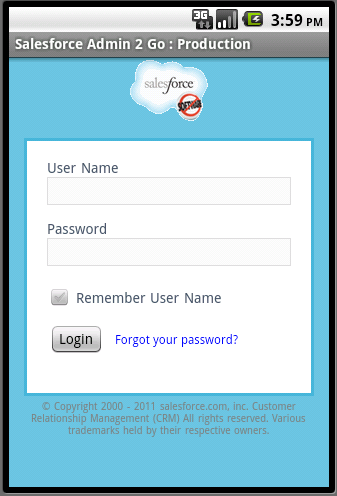 3G
3:59 PM
Salesforce Admin 2 Go : Production
salesforce
SOFTWARE
User Name
Password
Remember User Name
Login
Forgot your password?
© Copyright 2000 - 2011 salesforce.com, inc. Customer
Relationship Management (CRM) All rights reserved. Various
trademarks held by their respective owners.